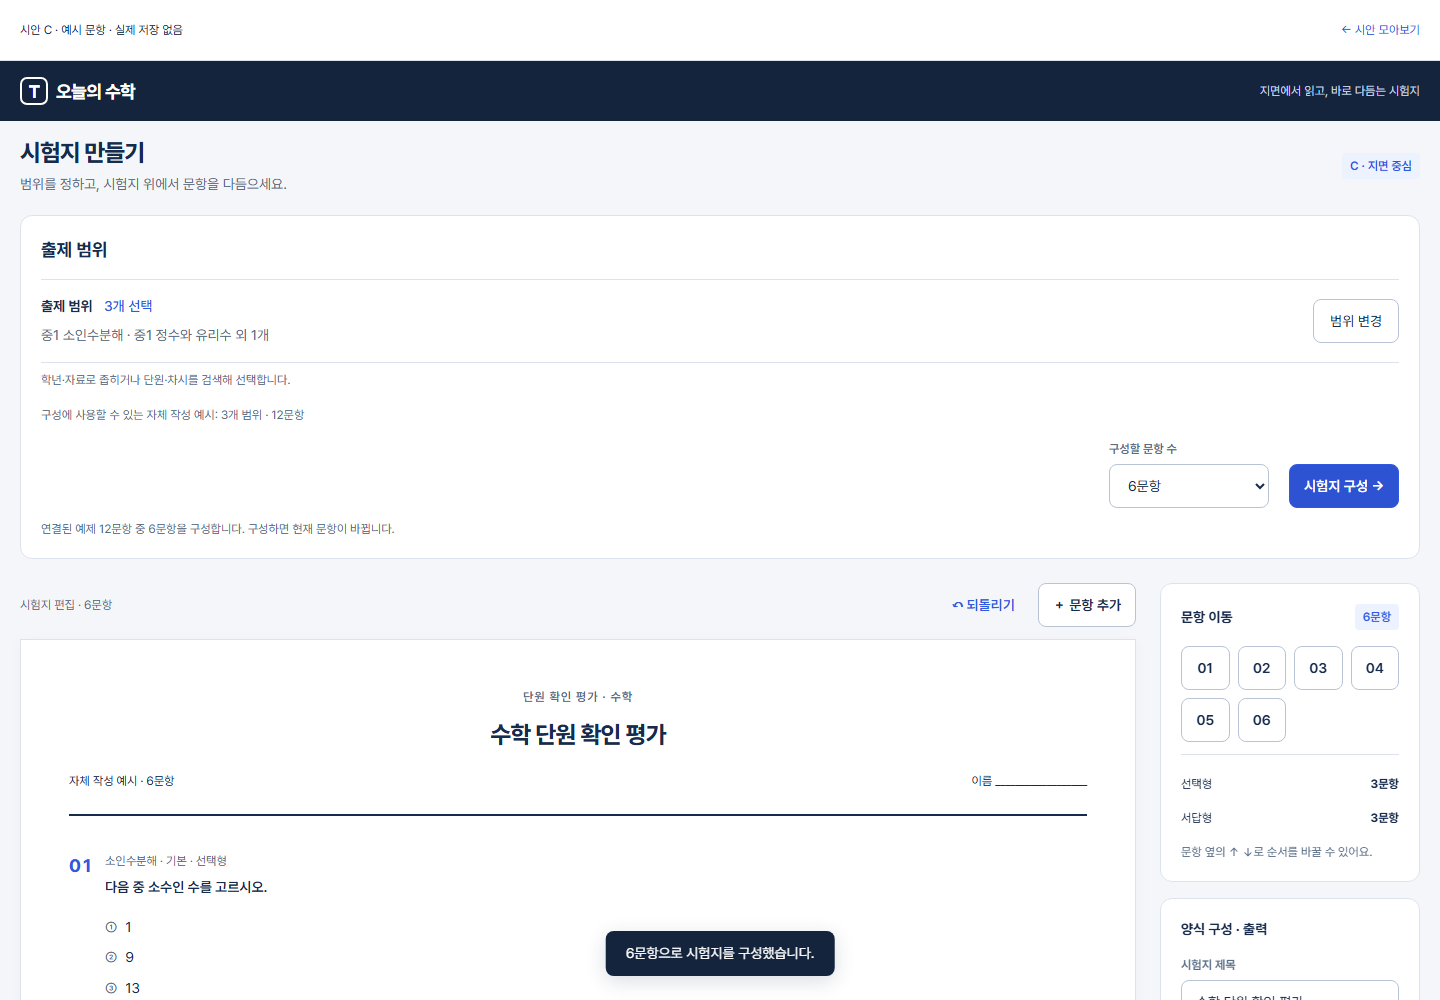 시안 C · 예시 문항 · 실제 저장 없음
← 시안 모아보기
T 오늘의 수학
지면에서 읽고, 바로 다듬는 시험지
시험지 만들기
범위를 정하고, 시험지 위에서 문항을 다듬으세요.
C · 지면 중심
출제 범위
출제 범위 3개 선택
중1 소인수분해 · 중1 정수와 유리수 외 1개
범위 변경
학년·자료로 좁히거나 단원·차시를 검색해 선택합니다.
구성에 사용할 수 있는 자체 작성 예시: 3개 범위 · 12문항
구성할 문항 수
6문항
시험지 구성 →
연결된 예제 12문항 중 6문항을 구성합니다. 구성하면 현재 문항이 바뀝니다.
시험지 편집 · 6문항
↶ 되돌리기
+ 문항 추가
단원 확인 평가 · 수학
수학 단원 확인 평가
자체 작성 예시 · 6문항
이름 ________________
01 소인수분해 · 기본 · 선택형
다음 중 소수인 수를 고르시오.
① 1
② 9
③ 13
6문항으로 시험지를 구성했습니다.
문항 이동
6문항
01 02 03 04
05 06
선택형 3문항
서답형 3문항
문항 옆의 ↑ ↓로 순서를 바꿀 수 있어요.
양식 구성 · 출력
시험지 제목
수학 단원 확인 평가